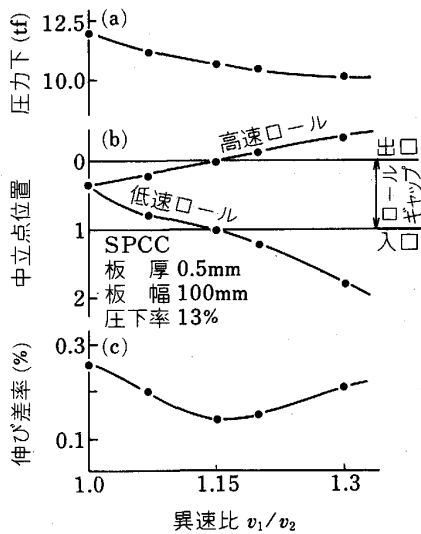 12.5
(a)
10.0
圧力下 (tf)
(b)
高速ロール
出口
0
低速ロール
ロール
ギャップ
中立点位置
1
入口
SPCC
板 厚 0.5mm
板 幅 100mm
2
圧下率 13%
0.3
(c)
伸び差率 (%)
0.1
1.0
1.15
1.3
異速比 v₁/v₂